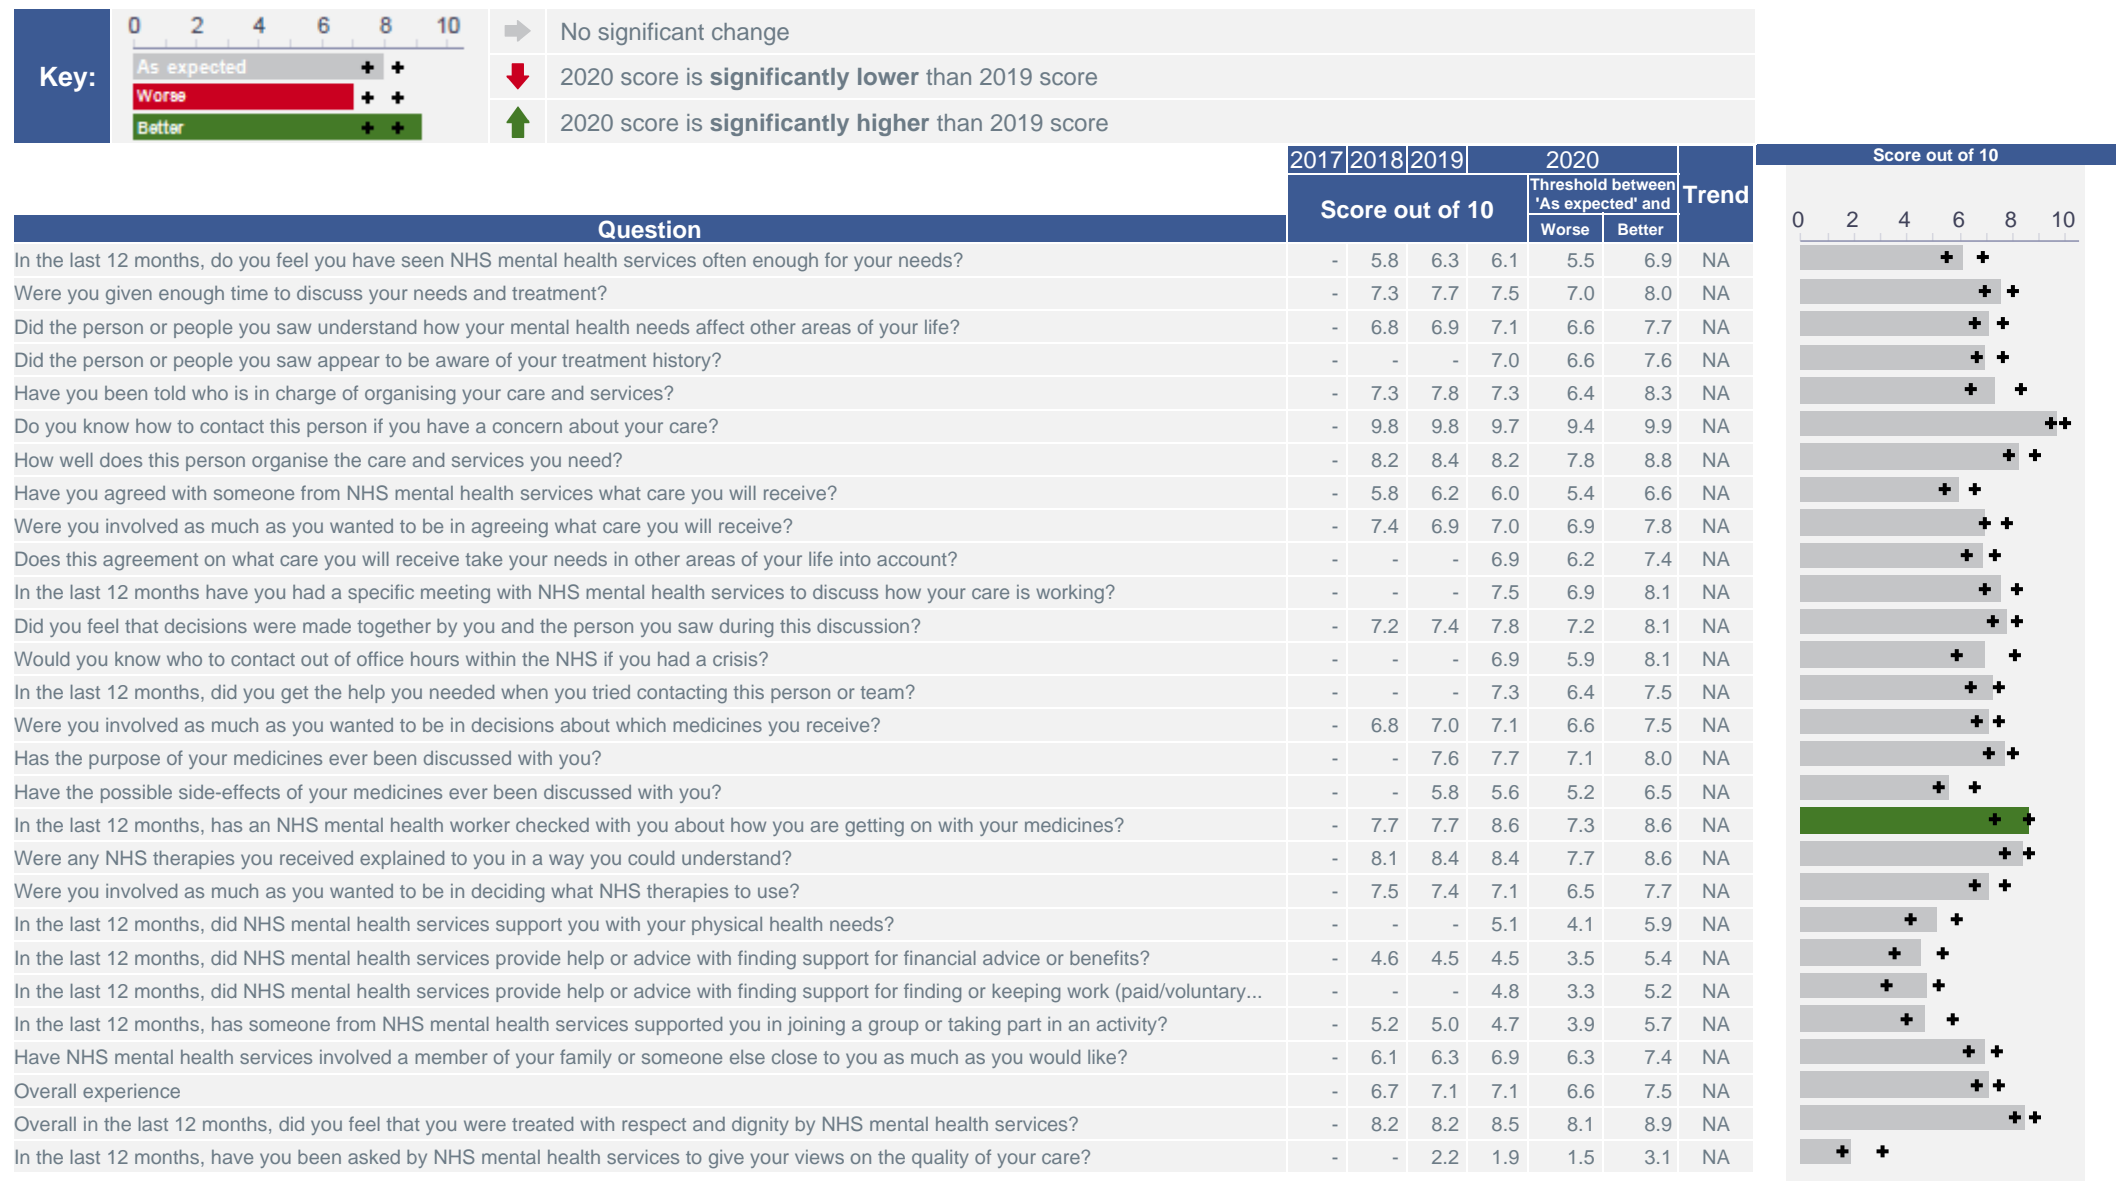 Key:
0 2 4 6 8 10
As expected
Worse
Better
No significant change
2020 score is significantly lower than 2019 score
2020 score is significantly higher than 2019 score
2017 2018 2019 2020 Trend
Score out of 10
Threshold between
'As expected' and
Question Worse Better
Score out of 10
0 2 4 6 8 10
In the last 12 months, do you feel you have seen NHS mental health services often enough for your needs? - 5.8 6.3 6.1 5.5 6.9 NA
Were you given enough time to discuss your needs and treatment? - 7.3 7.7 7.5 7.0 8.0 NA
Did the person or people you saw understand how your mental health needs affect other areas of your life? - 6.8 6.9 7.1 6.6 7.7 NA
Did the person or people you saw appear to be aware of your treatment history? - - - 7.0 6.6 7.6 NA
Have you been told who is in charge of organising your care and services? - 7.3 7.8 7.3 6.4 8.3 NA
Do you know how to contact this person if you have a concern about your care? - 9.8 9.8 9.7 9.4 9.9 NA
How well does this person organise the care and services you need? - 8.2 8.4 8.2 7.8 8.8 NA
Have you agreed with someone from NHS mental health services what care you will receive? - 5.8 6.2 6.0 5.4 6.6 NA
Were you involved as much as you wanted to be in agreeing what care you will receive? - 7.4 6.9 7.0 6.9 7.8 NA
Does this agreement on what care you will receive take your needs in other areas of your life into account? - - - 6.9 6.2 7.4 NA
In the last 12 months have you had a specific meeting with NHS mental health services to discuss how your care is working? - - - 7.5 6.9 8.1 NA
Did you feel that decisions were made together by you and the person you saw during this discussion? - 7.2 7.4 7.8 7.2 8.1 NA
Would you know who to contact out of office hours within the NHS if you had a crisis? - - - 6.9 5.9 8.1 NA
In the last 12 months, did you get the help you needed when you tried contacting this person or team? - - - 7.3 6.4 7.5 NA
Were you involved as much as you wanted to be in decisions about which medicines you receive? - 6.8 7.0 7.1 6.6 7.5 NA
Has the purpose of your medicines ever been discussed with you? - - 7.6 7.7 7.1 8.0 NA
Have the possible side-effects of your medicines ever been discussed with you? - - 5.8 5.6 5.2 6.5 NA
In the last 12 months, has an NHS mental health worker checked with you about how you are getting on with your medicines? - 7.7 7.7 8.6 7.3 8.6 NA
Were any NHS therapies you received explained to you in a way you could understand? - 8.1 8.4 8.4 7.7 8.6 NA
Were you involved as much as you wanted to be in deciding what NHS therapies to use? - 7.5 7.4 7.1 6.5 7.7 NA
In the last 12 months, did NHS mental health services support you with your physical health needs? - - - 5.1 4.1 5.9 NA
In the last 12 months, did NHS mental health services provide help or advice with finding support for financial advice or benefits? - 4.6 4.5 4.5 3.5 5.4 NA
In the last 12 months, did NHS mental health services provide help or advice with finding support for finding or keeping work (paid/voluntary... - - - 4.8 3.3 5.2 NA
In the last 12 months, has someone from NHS mental health services supported you in joining a group or taking part in an activity? - 5.2 5.0 4.7 3.9 5.7 NA
Have NHS mental health services involved a member of your family or someone else close to you as much as you would like? - 6.1 6.3 6.9 6.3 7.4 NA
Overall experience - 6.7 7.1 7.1 6.6 7.5 NA
Overall in the last 12 months, did you feel that you were treated with respect and dignity by NHS mental health services? - 8.2 8.2 8.5 8.1 8.9 NA
In the last 12 months, have you been asked by NHS mental health services to give your views on the quality of your care? - - 2.2 1.9 1.5 3.1 NA